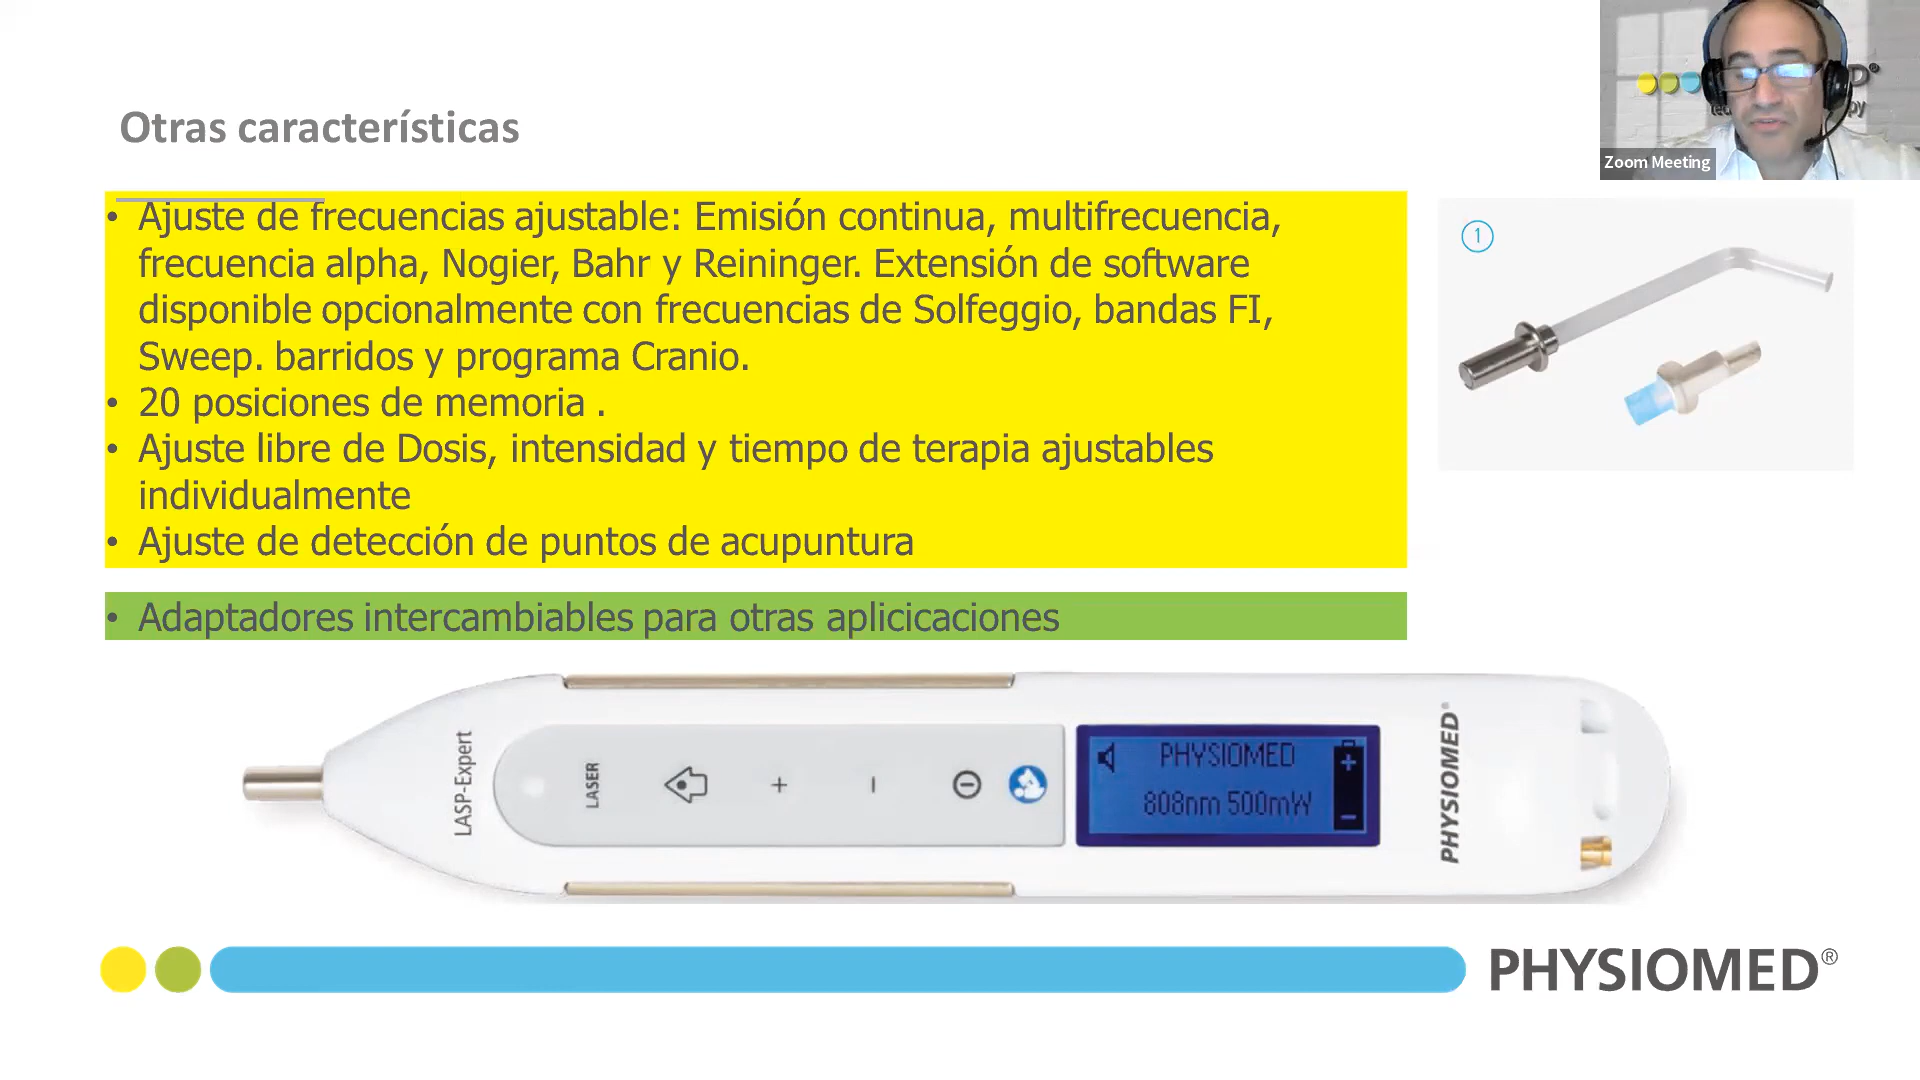 Otras características
• Ajuste de frecuencias ajustable: Emisión continua, multifrecuencia,
frecuencia alpha, Nogier, Bahr y Reininger. Extensión de software
disponible opcionalmente con frecuencias de Solfeggio, bandas FI,
Sweep. barridos y programa Cranio.
• 20 posiciones de memoria .
• Ajuste libre de Dosis, intensidad y tiempo de terapia ajustables
individualmente
• Ajuste de detección de puntos de acupuntura
• Adaptadores intercambiables para otras aplicicaciones
Zoom Meeting
1
LASP-Expert
LASER
+
−
PHYSIOMED
808nm 500mW
+
−
PHYSIOMED®
PHYSIOMED®